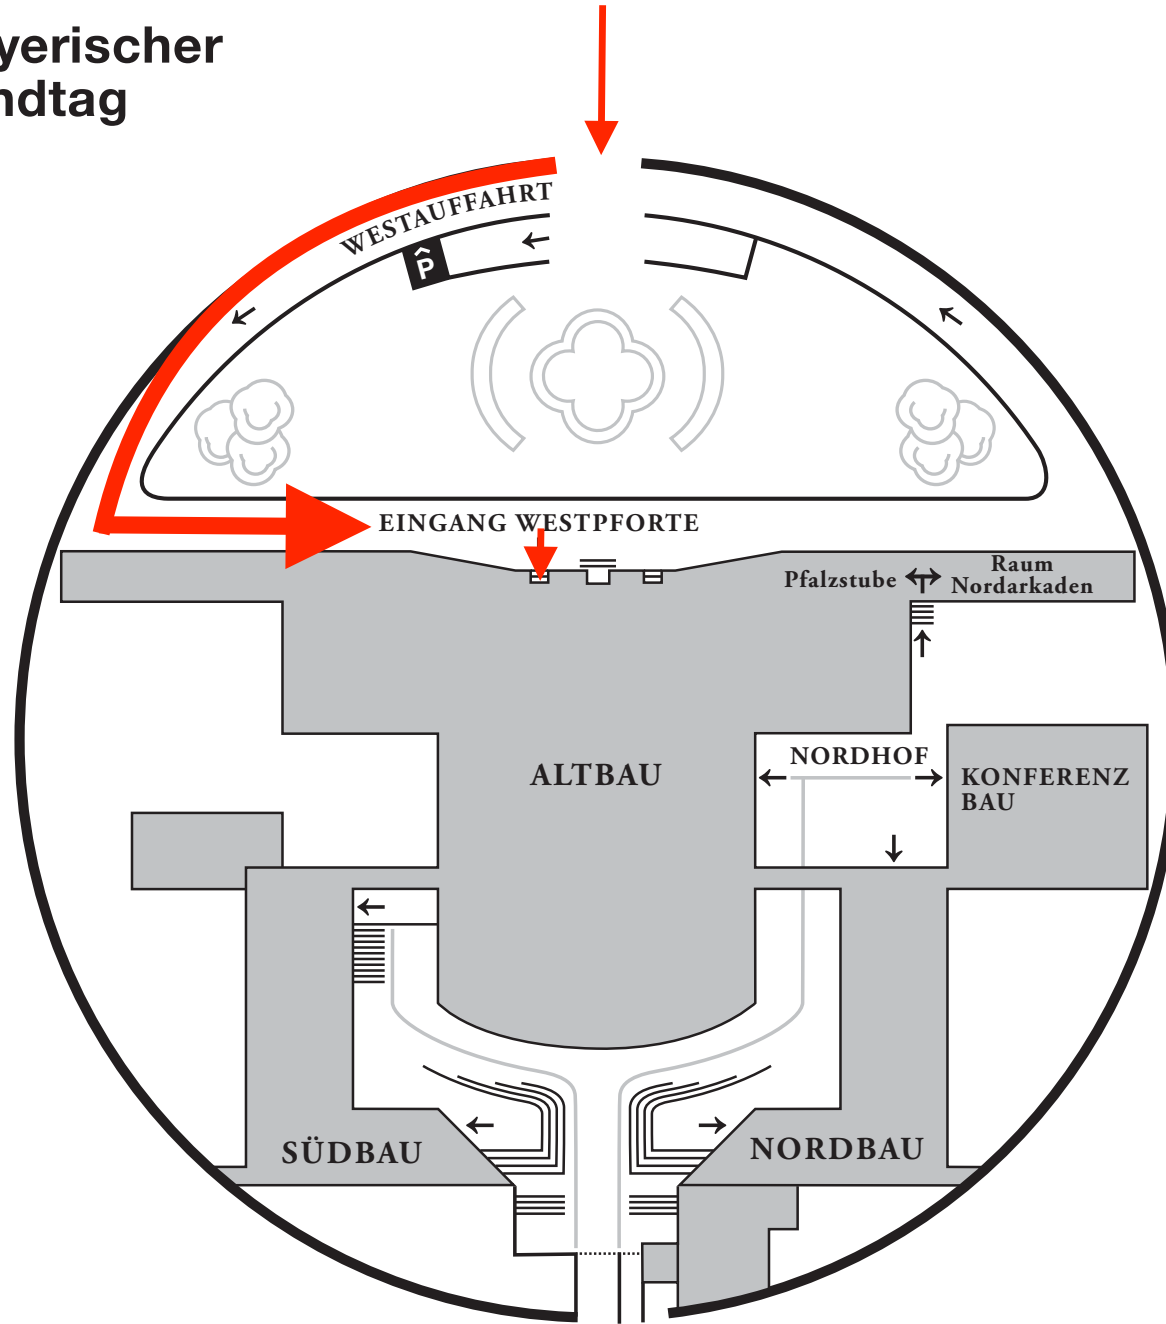 yerischer
ndtag
WESTAUFFAHRT
P
EINGANG WESTPFORTE
Pfalzstube
Raum
Nordarkaden
NORDHOF
ALTBAU
KONFERENZ
BAU
SÜDBAU
NORDBAU